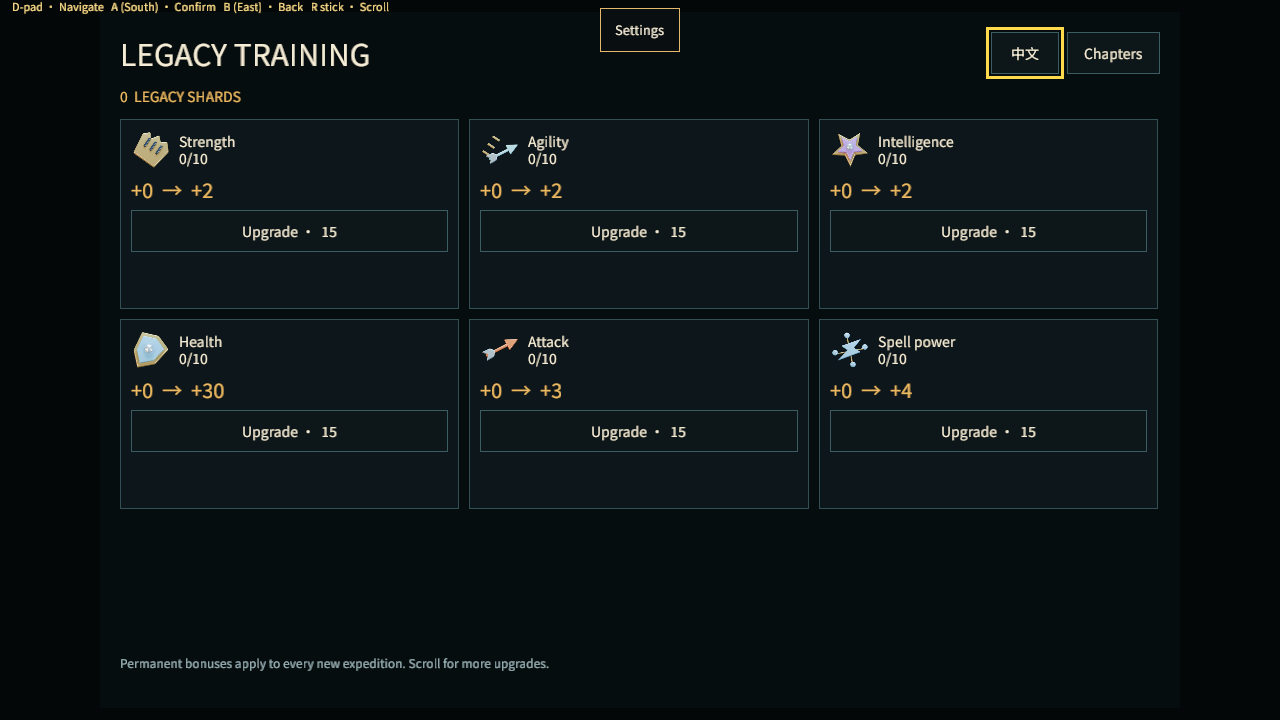 D-pad • Navigate A (South) • Confirm B (East) • Back R stick • Scroll
Settings
LEGACY TRAINING
中文
Chapters
0 LEGACY SHARDS
Strength
0/10
+0 → +2
Upgrade • 15
Agility
0/10
+0 → +2
Upgrade • 15
Intelligence
0/10
+0 → +2
Upgrade • 15
Health
0/10
+0 → +30
Upgrade • 15
Attack
0/10
+0 → +3
Upgrade • 15
Spell power
0/10
+0 → +4
Upgrade • 15
Permanent bonuses apply to every new expedition. Scroll for more upgrades.